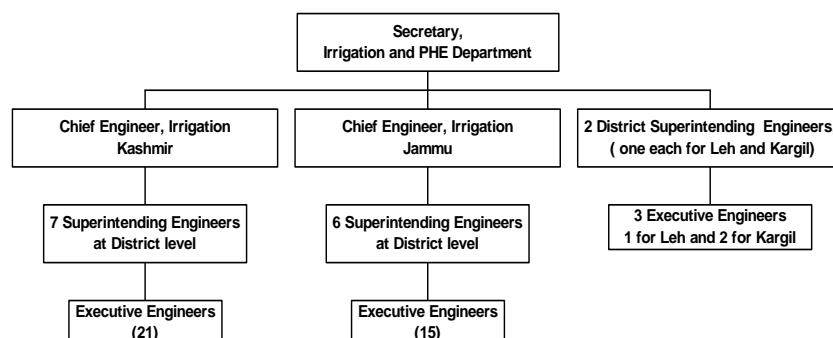 Secretary,
Irrigation and PHE Department
Chief Engineer, Irrigation
Kashmir
Chief Engineer, Irrigation
Jammu
2 District Superintending Engineers
( one each for Leh and Kargil)
7 Superintending Engineers
at District level
6 Superintending Engineers
at District level
3 Executive Engineers
1 for Leh and 2 for Kargil
Executive Engineers
(21)
Executive Engineers
(15)